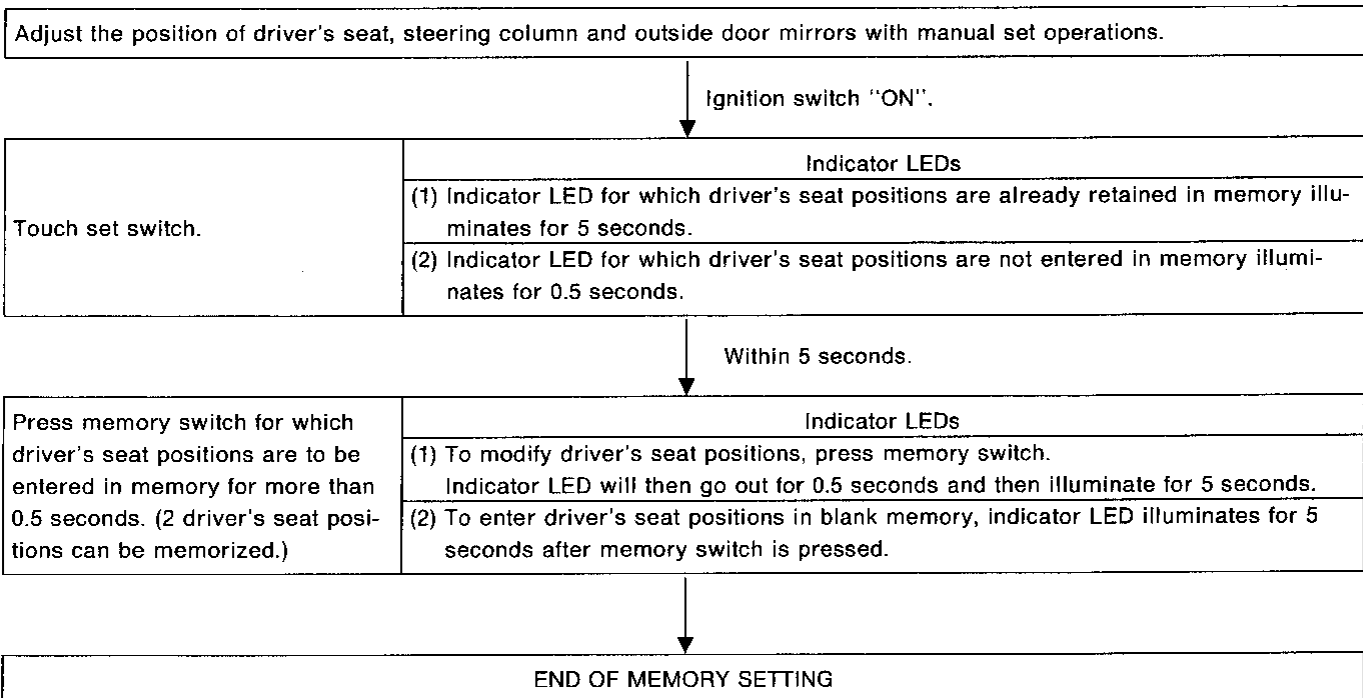 Adjust the position of driver's seat, steering column and outside door mirrors with manual set operations.
Ignition switch "ON".
Touch set switch.
Indicator LEDs
(1) Indicator LED for which driver's seat positions are already retained in memory illu-
minates for 5 seconds.
(2) Indicator LED for which driver's seat positions are not entered in memory illumi-
nates for 0.5 seconds.
Within 5 seconds.
Press memory switch for which
driver's seat positions are to be
entered in memory for more than
0.5 seconds. (2 driver's seat posi-
tions can be memorized.)
Indicator LEDs
(1) To modify driver's seat positions, press memory switch.
Indicator LED will then go out for 0.5 seconds and then illuminate for 5 seconds.
(2) To enter driver's seat positions in blank memory, indicator LED illuminates for 5
seconds after memory switch is pressed.
END OF MEMORY SETTING